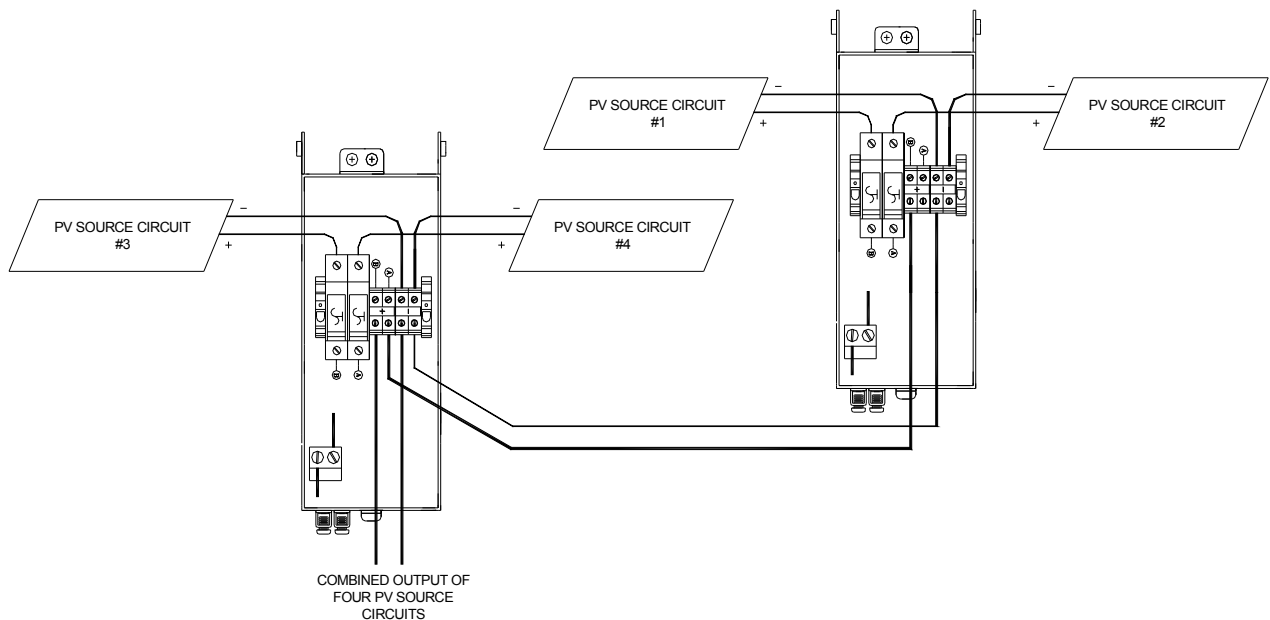 PV SOURCE CIRCUIT
#1
−
+
PV SOURCE CIRCUIT
#2
−
+
B
A
+
−
B
A
PV SOURCE CIRCUIT
#3
−
+
PV SOURCE CIRCUIT
#4
−
+
B
A
+
−
B
A
COMBINED OUTPUT OF
FOUR PV SOURCE
CIRCUITS